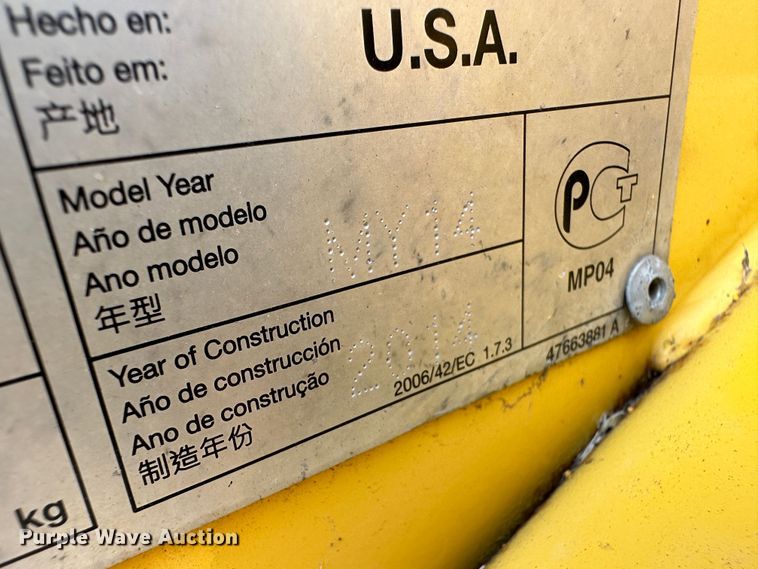 Hecho en:
Feito em:
产地
U.S.A.
Model Year
Año de modelo
Ano modelo
年型
MY14
PCT
MP04
Year of Construction
Año de construcción
Ano de construção
制造年份
2014
2006/42/EC 1.7.3
47663881 A
kg
Purple Wave Auction